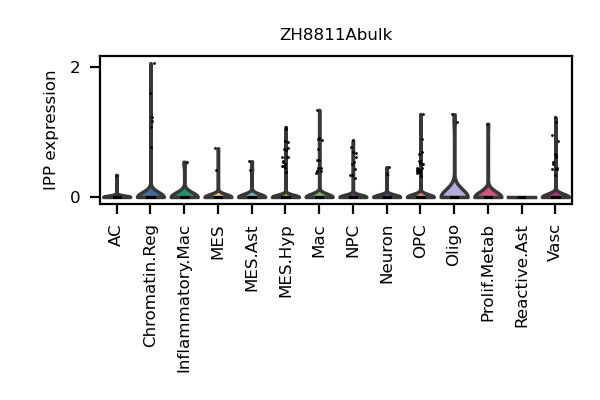 ZH8811Abulk
IPP expression
2
0
AC
Chromatin.Reg
Inflammatory.Mac
MES
MES.Ast
MES.Hyp
Mac
NPC
Neuron
OPC
Oligo
Prolif.Metab
Reactive.Ast
Vasc